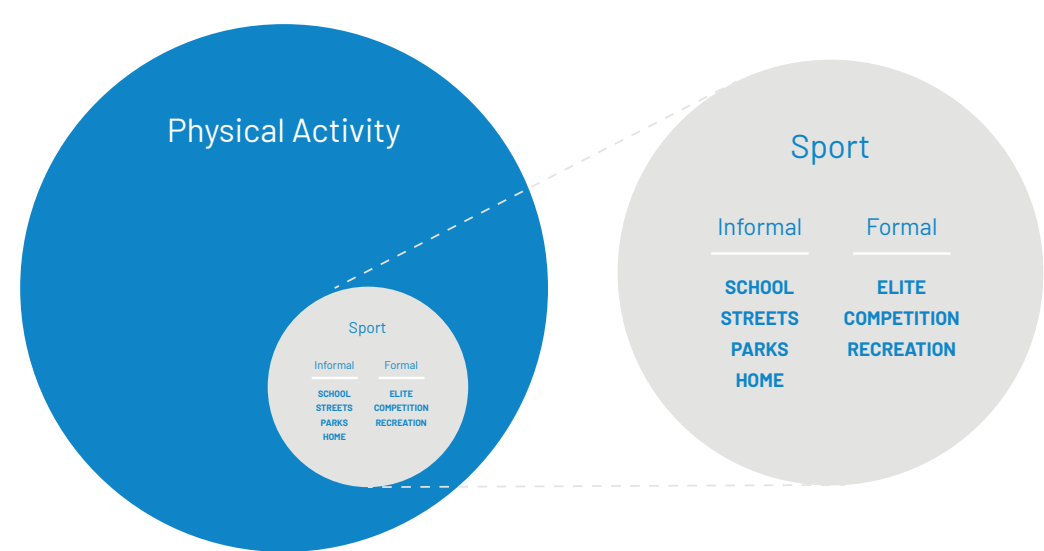 Physical Activity
Sport
Informal Formal
SCHOOL ELITE
STREETS COMPETITION
PARKS RECREATION
HOME
Sport
Informal Formal
SCHOOL ELITE
STREETS COMPETITION
PARKS RECREATION
HOME